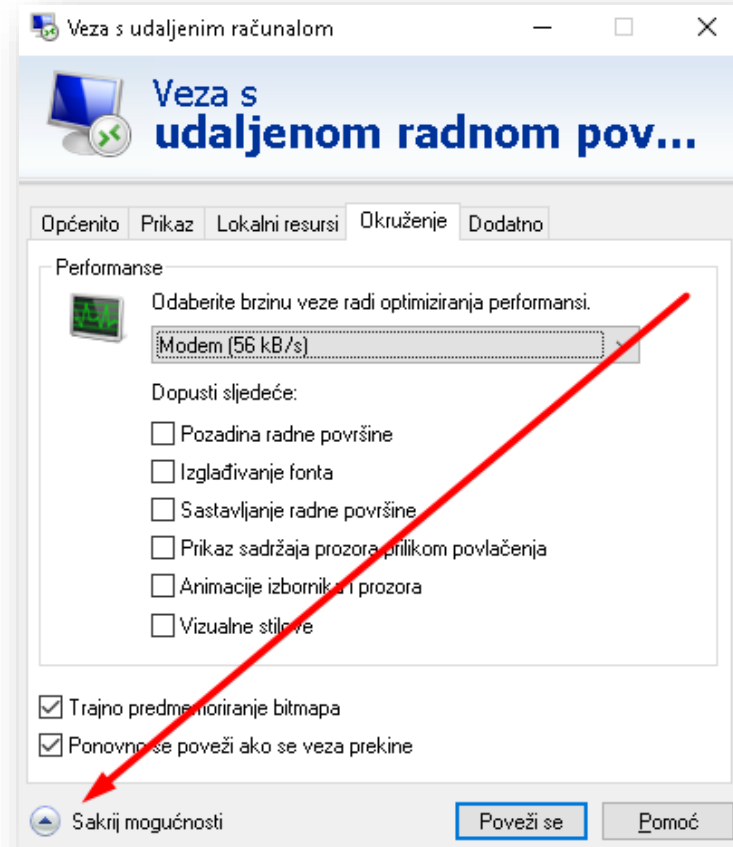 Veza s udaljenim računalom
Veza s
udaljenom radnom pov...
Općenito Prikaz Lokalni resursi Okruženje Dodatno
Performanse
Odaberite brzinu veze radi optimiziranja performansi.
Modem (56 kB/s)
Dopusti sljedeće:
Pozadina radne površine
Izglađivanje fonta
Sastavljanje radne površine
Prikaz sadržaja prozora prilikom povlačenja
Animacije izbornika i prozora
Vizualne stilove
Trajno predmemoriranje bitmapa
Ponovno se poveži ako se veza prekine
Sakrij mogućnosti Poveži se Pomoć